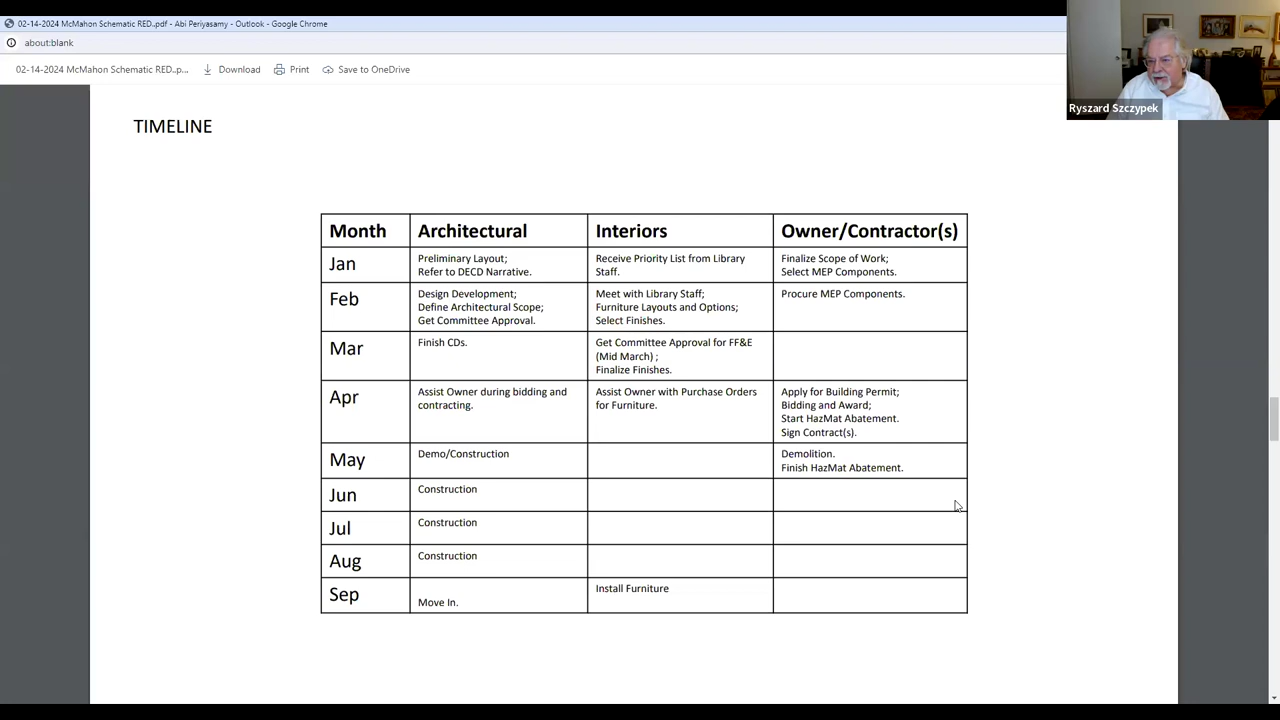 02-14-2024 McMahon Schematic RED..pdf - Abi Periyasamy - Outlook - Google Chrome
about:blank
02-14-2024 McMahon Schematic RED..p... Download Print Save to OneDrive
Ryszard Szczypek
TIMELINE
Month Architectural Interiors Owner/Contractor(s)
Jan
Preliminary Layout;
Refer to DECD Narrative.
Receive Priority List from Library
Staff.
Finalize Scope of Work;
Select MEP Components.
Feb
Design Development;
Define Architectural Scope;
Get Committee Approval.
Meet with Library Staff;
Furniture Layouts and Options;
Select Finishes.
Procure MEP Components.
Mar
Finish CDs.
Get Committee Approval for FF&E
(Mid March) ;
Finalize Finishes.
Apr
Assist Owner during bidding and
contracting.
Assist Owner with Purchase Orders
for Furniture.
Apply for Building Permit;
Bidding and Award;
Start HazMat Abatement.
Sign Contract(s).
May
Demo/Construction
Demolition.
Finish HazMat Abatement.
Jun
Construction
Jul
Construction
Aug
Construction
Sep
Move In.
Install Furniture